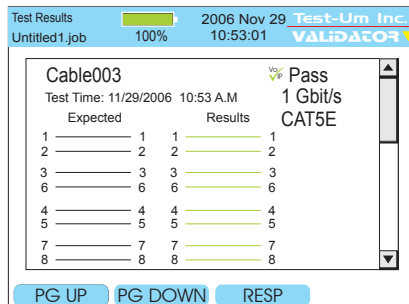 Test Results 2006 Nov 29 Test-Um Inc.
Untitled1.job 100% 10:53:01 VALiDATOR
Cable003 Vo/IP Pass
Test Time: 11/29/2006 10:53 A.M 1 Gbit/s
Expected Results CAT5E
1 1 1 1
2 2 2 2
3 3 3 3
6 6 6 6
4 4 4 4
5 5 5 5
7 7 7 7
8 8 8 8
PG UP PG DOWN RESP